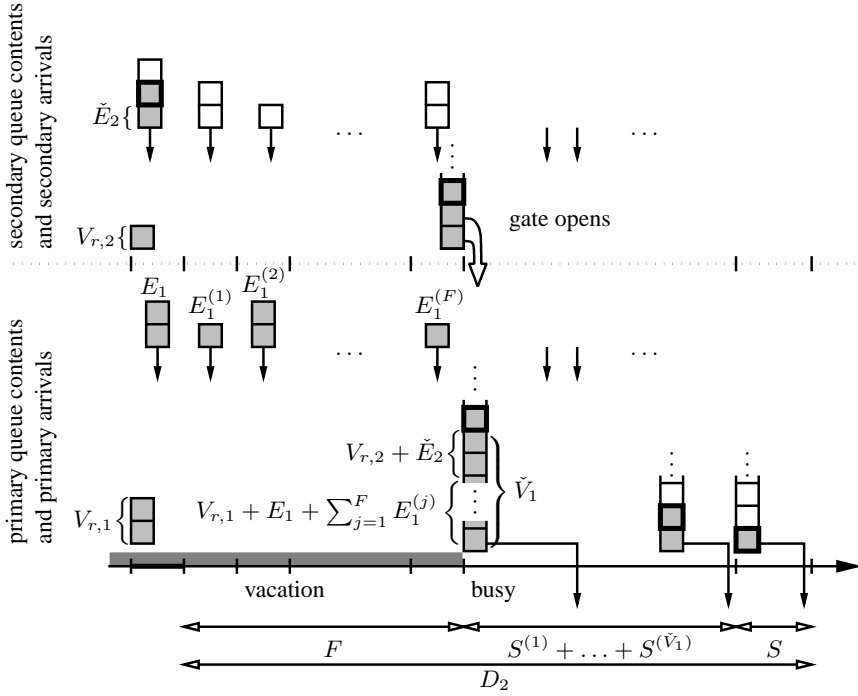 secondary queue contents
and secondary arrivals
Ě₂{
. . .
. . .
V_{r,2}{
gate opens
primary queue contents
and primary arrivals
E₁
E₁^{(1)}
E₁^{(2)}
E₁^{(F)}
. . .
. . .
V_{r,2} + Ě₂
V̌₁
V_{r,1}
V_{r,1} + E₁ + ∑_{j=1}^{F} E₁^{(j)}
vacation
busy
F
S^{(1)} + . . . + S^{(V̌₁)}
S
D₂